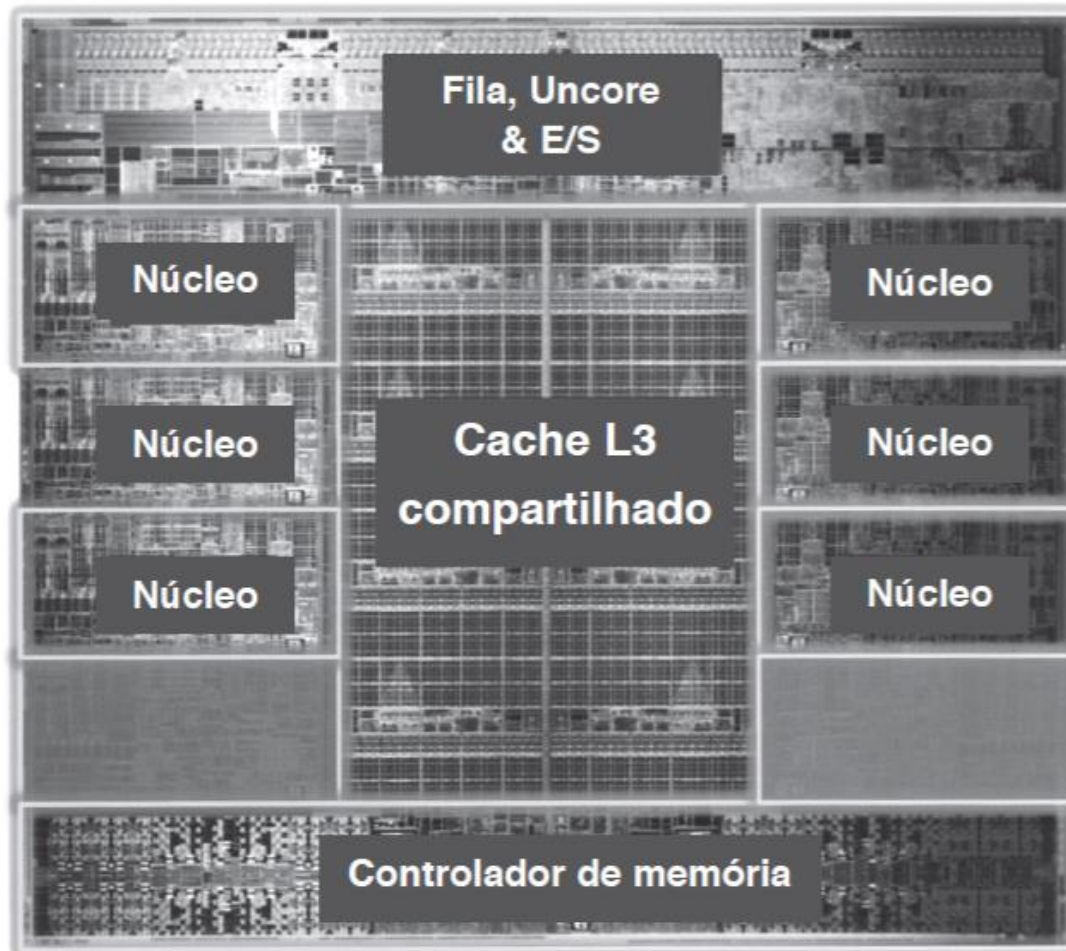 Fila, Uncore
& E/S
Núcleo
Núcleo
Núcleo
Cache L3
compartilhado
Núcleo
Núcleo
Núcleo
Controlador de memória